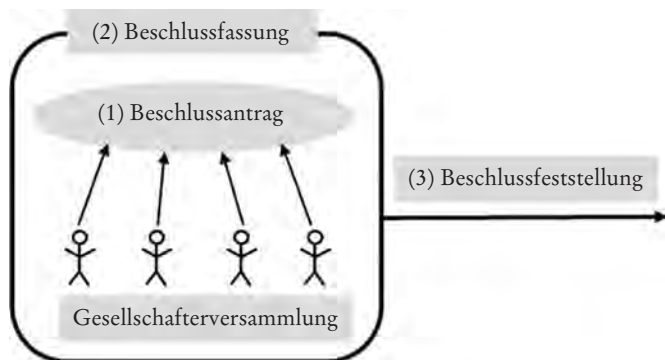 (2) Beschlussfassung
(1) Beschlussantrag
(3) Beschlussfeststellung
Gesellschafterversammlung